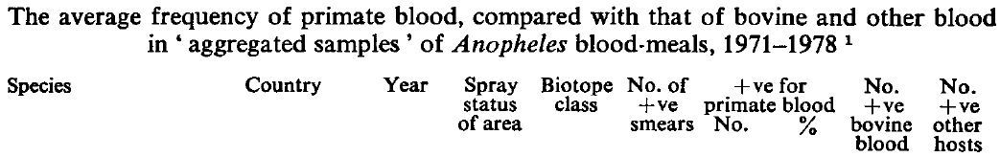 The average frequency of primate blood, compared with that of bovine and other blood
in ‘ aggregated samples ’ of Anopheles blood-meals, 1971–1978 ¹
Species Country Year Spray Biotope No. of +ve for No. No.
status class +ve primate blood +ve +ve
of area smears No. % bovine other
blood hosts